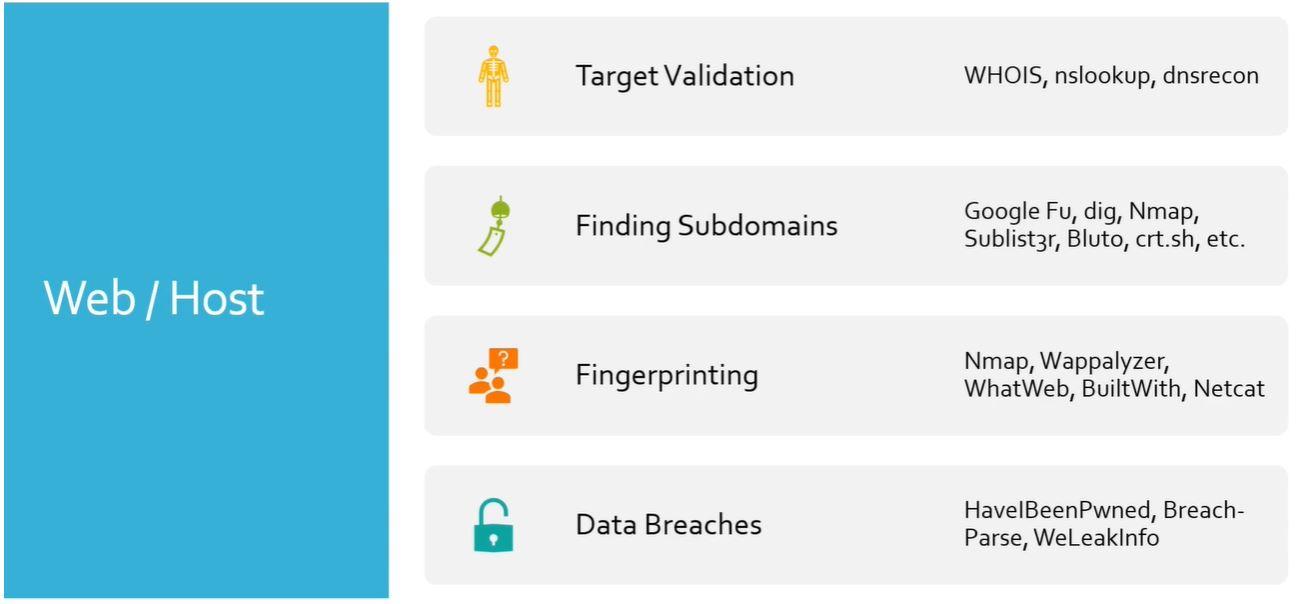 Web / Host
Target Validation
WHOIS, nslookup, dnsrecon
Finding Subdomains
Google Fu, dig, Nmap,
Sublist3r, Bluto, crt.sh, etc.
?
Fingerprinting
Nmap, Wappalyzer,
WhatWeb, BuiltWith, Netcat
Data Breaches
HaveIBeenPwned, Breach-
Parse, WeLeakInfo